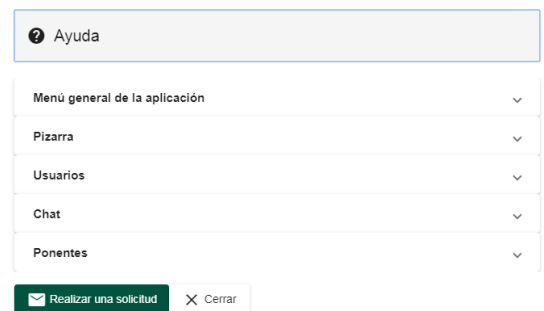 Ayuda
Menú general de la aplicación
Pizarra
Usuarios
Chat
Ponentes
Realizar una solicitud
Cerrar